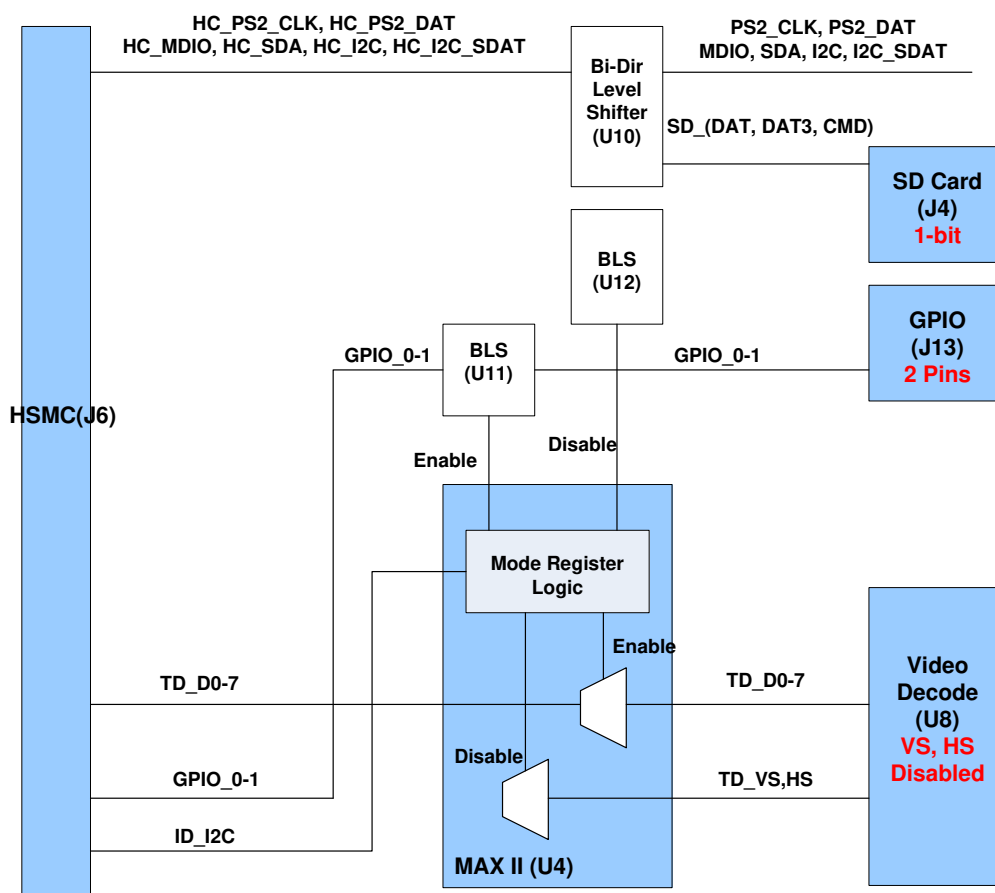 HC_PS2_CLK, HC_PS2_DAT
HC_MDIO, HC_SDA, HC_I2C, HC_I2C_SDAT
PS2_CLK, PS2_DAT
MDIO, SDA, I2C, I2C_SDAT
Bi-Dir
Level
Shifter
(U10)
SD_(DAT, DAT3, CMD)
SD Card
(J4)
1-bit
BLS
(U12)
GPIO
(J13)
2 Pins
GPIO_0-1
BLS
(U11)
GPIO_0-1
HSMC(J6)
Enable
Disable
Mode Register
Logic
Enable
TD_D0-7
TD_D0-7
Video
Decode
(U8)
VS, HS
Disabled
Disable
GPIO_0-1
TD_VS,HS
ID_I2C
MAX II (U4)